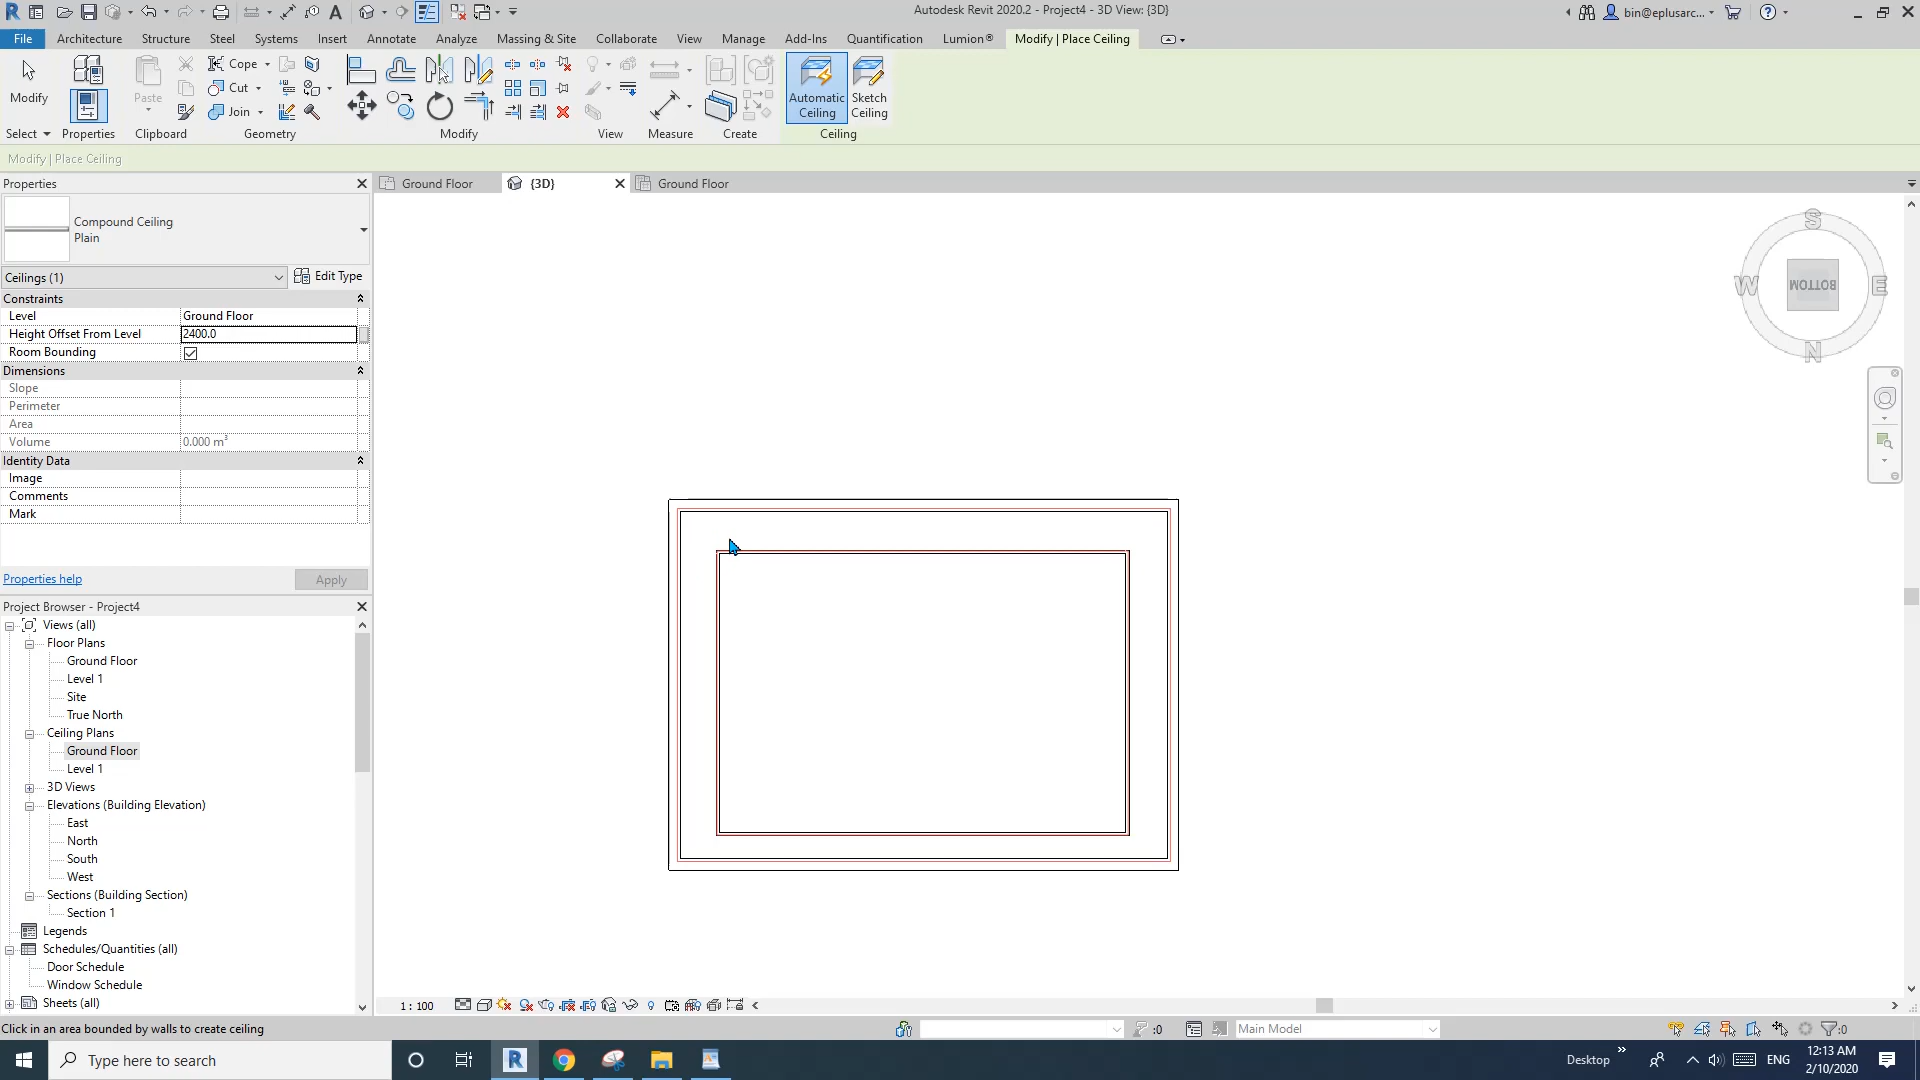 Autodesk Revit 2020.2 - Project4 - 3D View: {3D}
bin@eplusarc...
File Architecture Structure Steel Systems Insert Annotate Analyze Massing & Site Collaborate View Manage Add-Ins Quantification Lumion® Modify | Place Ceiling
Modify
Paste
Cope
Cut
Join
Automatic Ceiling
Sketch Ceiling
Select Properties Clipboard Geometry Modify View Measure Create Ceiling
Modify | Place Ceiling
Properties
Ground Floor
{3D}
Ground Floor
Compound Ceiling
Plain
Ceilings (1)
Edit Type
Constraints
Level Ground Floor
Height Offset From Level 2400.0
Room Bounding
Dimensions
Slope
Perimeter
Area
Volume 0.000 m³
Identity Data
Image
Comments
Mark
Properties help
Apply
Project Browser - Project4
Views (all)
Floor Plans
Ground Floor
Level 1
Site
True North
Ceiling Plans
Ground Floor
Level 1
3D Views
Elevations (Building Elevation)
East
North
South
West
Sections (Building Section)
Section 1
Legends
Schedules/Quantities (all)
Door Schedule
Window Schedule
Sheets (all)
S
W
BOTTOM
E
N
1 : 100
Click in an area bounded by walls to create ceiling
:0
Main Model
:0
Type here to search
Desktop
ENG
12:13 AM
2/10/2020